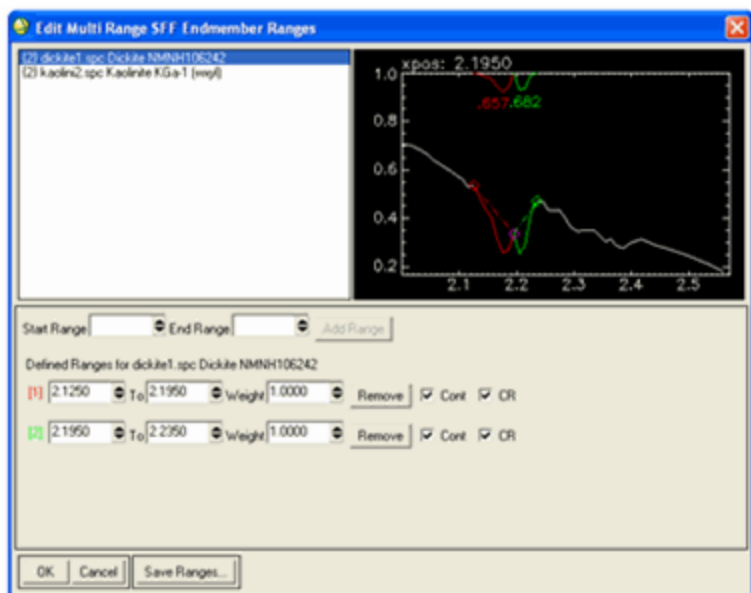 Edit Multi Range SFF Endmember Ranges
(2) dickite1.spc Dickite NMNH106242
(2) kaolini2.spc Kaolinite KGa-1 (wxyl)
xpos: 2.1950
1.0
.657 .682
0.8
0.6
0.4
0.2
2.1 2.2 2.3 2.4 2.5
Start Range End Range Add Range
Defined Ranges for dickite1.spc Dickite NMNH106242
[1] 2.1250 To 2.1950 Weight 1.0000 Remove Cont CR
[2] 2.1950 To 2.2350 Weight 1.0000 Remove Cont CR
OK Cancel Save Ranges...